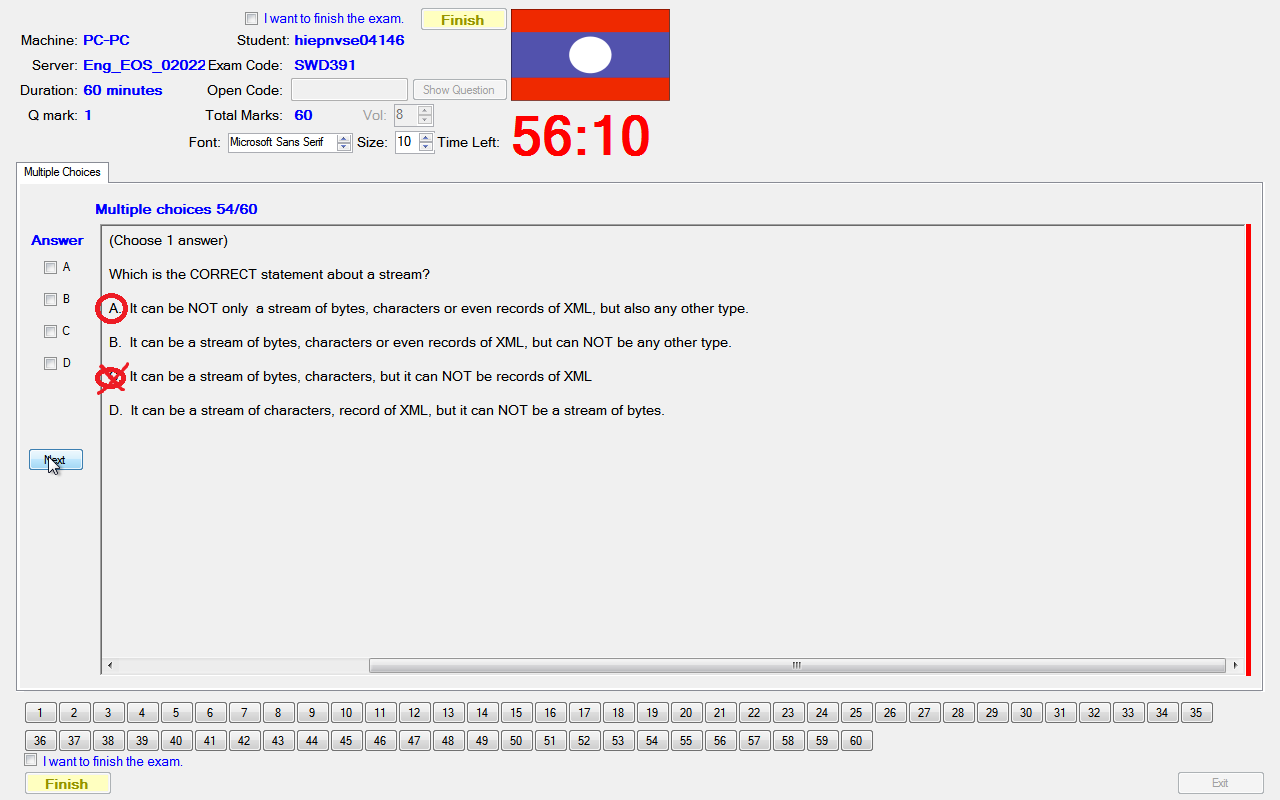 I want to finish the exam. Finish
Machine: PC-PC Student: hiepnvse04146
Server: Eng_EOS_02022 Exam Code: SWD391
Duration: 60 minutes Open Code: Show Question
Q mark: 1 Total Marks: 60 Vol: 8
Font: Microsoft Sans Serif Size: 10 Time Left: 56:10
Multiple Choices
Multiple choices 54/60
Answer
A
B
C
D
Next
(Choose 1 answer)
Which is the CORRECT statement about a stream?
A. It can be NOT only a stream of bytes, characters or even records of XML, but also any other type.
B. It can be a stream of bytes, characters or even records of XML, but can NOT be any other type.
It can be a stream of bytes, characters, but it can NOT be records of XML
D. It can be a stream of characters, record of XML, but it can NOT be a stream of bytes.
1 2 3 4 5 6 7 8 9 10 11 12 13 14 15 16 17 18 19 20 21 22 23 24 25 26 27 28 29 30 31 32 33 34 35
36 37 38 39 40 41 42 43 44 45 46 47 48 49 50 51 52 53 54 55 56 57 58 59 60
I want to finish the exam.
Finish Exit